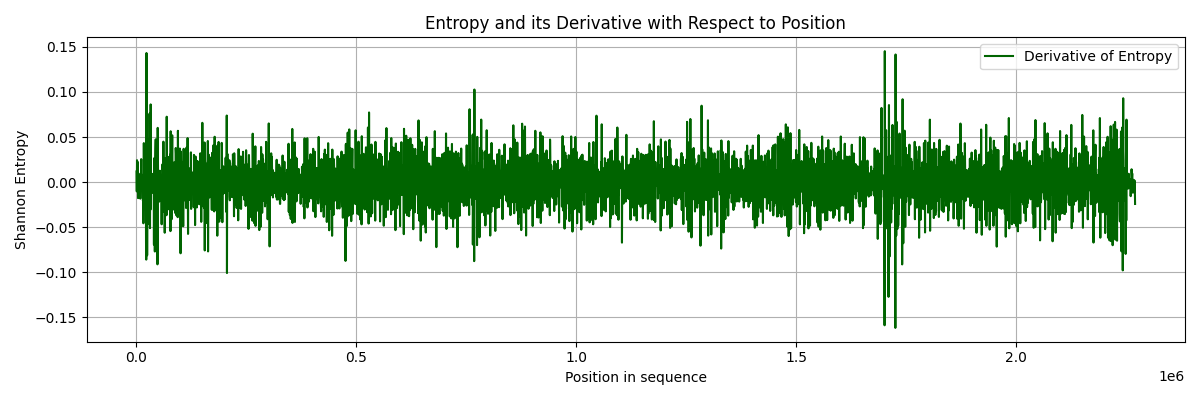 Entropy and its Derivative with Respect to Position
Derivative of Entropy
Shannon Entropy
0.15
0.10
0.05
0.00
−0.05
−0.10
−0.15
0.0 0.5 1.0 1.5 2.0
1e6
Position in sequence